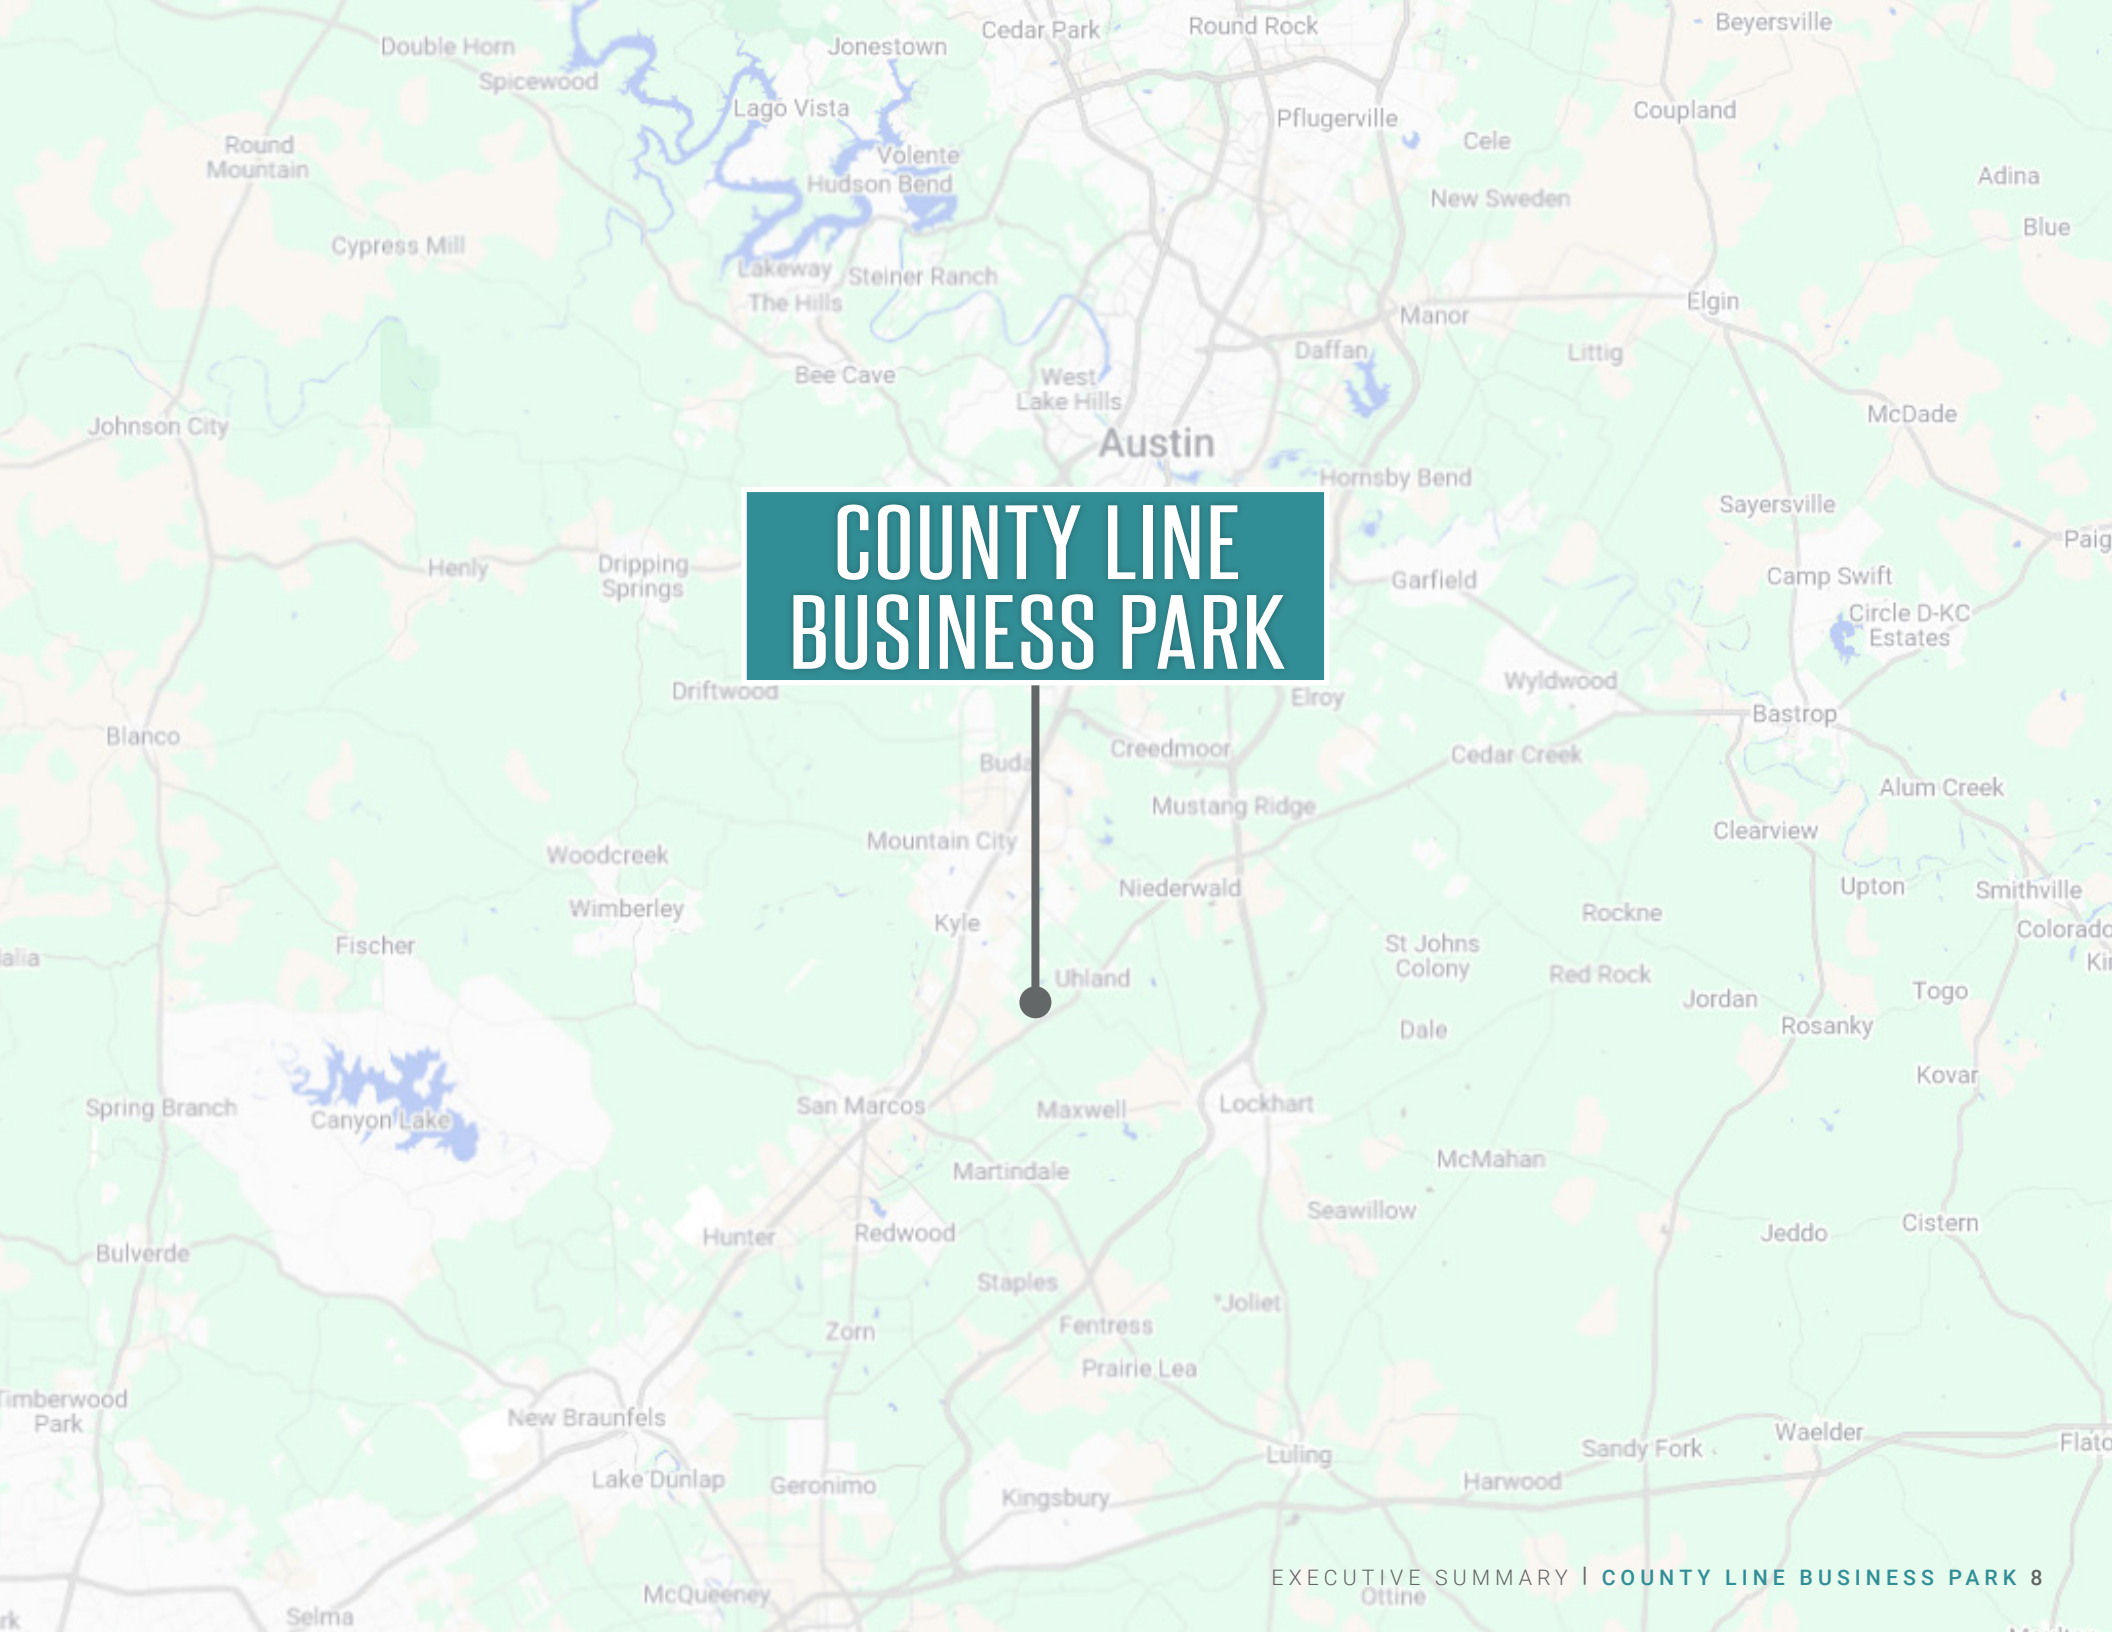 Double Horn
Spicewood
Jonestown
Cedar Park
Round Rock
Beyersville
Lago Vista
Pflugerville
Coupland
Cele
Round
Mountain
Volente
Hudson Bend
Adina
New Sweden
Blue
Cypress Mill
Lakeway
Steiner Ranch
The Hills
Manor
Elgin
Daffan
Littig
Bee Cave
West
Lake Hills
McDade
Johnson City
Austin
Hornsby Bend
Sayersville
COUNTY LINE
BUSINESS PARK
Henly
Dripping
Springs
Garfield
Camp Swift
Circle D-KC
Estates
Driftwood
Elroy
Wyldwood
Bastrop
Blanco
Buda
Creedmoor
Cedar Creek
Alum Creek
Mustang Ridge
Clearview
Mountain City
Woodcreek
Wimberley
Niederwald
Upton
Smithville
Kyle
Rockne
Colorado
Fischer
St Johns
Colony
Uhland
Red Rock
Jordan
Togo
Rosanky
Dale
Kovar
Spring Branch
Canyon Lake
San Marcos
Maxwell
Lockhart
Martindale
McMahan
Seawillow
Hunter
Redwood
Jeddo
Cistern
Bulverde
Staples
Joliet
Zorn
Fentress
Prairie Lea
Timberwood
Park
New Braunfels
Waelder
Luling
Sandy Fork
Lake Dunlap
Geronimo
Kingsbury
Harwood
McQueeney
Selma
Ottine
EXECUTIVE SUMMARY | COUNTY LINE BUSINESS PARK 8